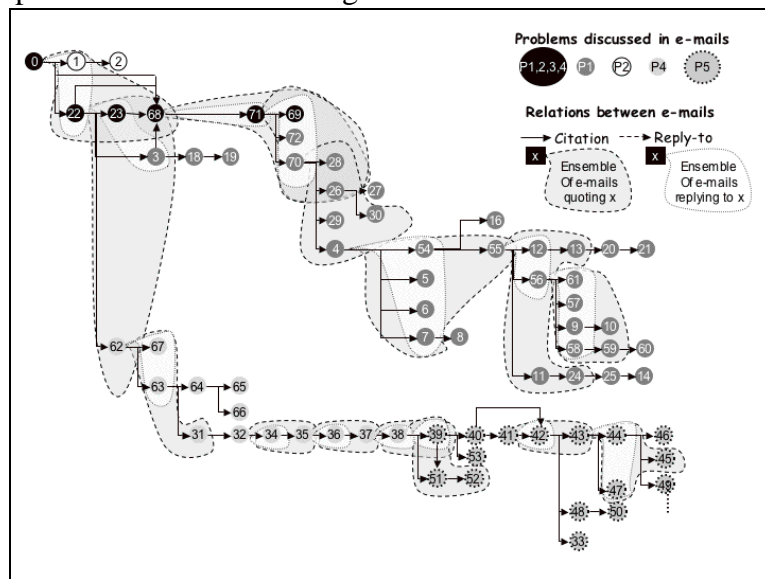 Problems discussed in e-mails
P1,2,3,4 P1 P2 P4 P5
Relations between e-mails
Citation Reply-to
x x
Ensemble Ensemble
Of e-mails Of e-mails
quoting x replying to x
0 1 2
22 23 68 71 69
72
3 18 19 70 28
26 27
30
29
16
4 54 55 12 13 20 21
5 56 61
57
6
9 10
7 8 58 59 60
62 67
11 24 25 14
63 64 65
66
31 32 34 35 36 37 38 39 40 41 42 43 44 46
53 45
51 52 49
47
48 50
33